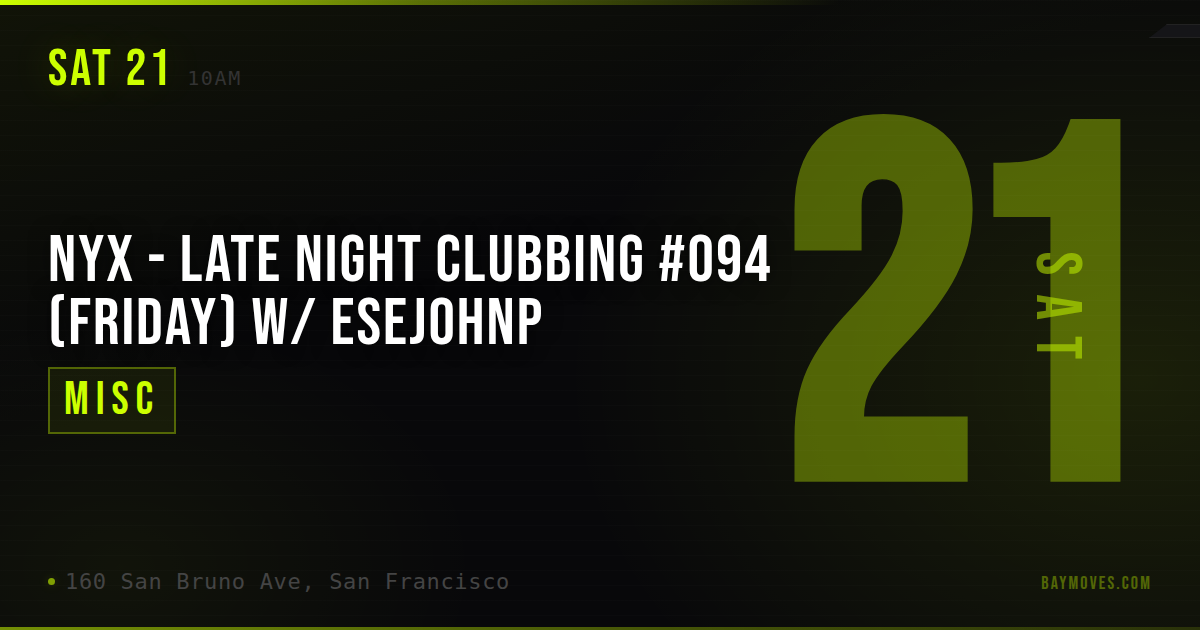 SAT 21 10AM
NYX - LATE NIGHT CLUBBING #094
(FRIDAY) W/ ESEJOHNP
MISC
21
SAT
160 San Bruno Ave, San Francisco
BAYMOVES.COM